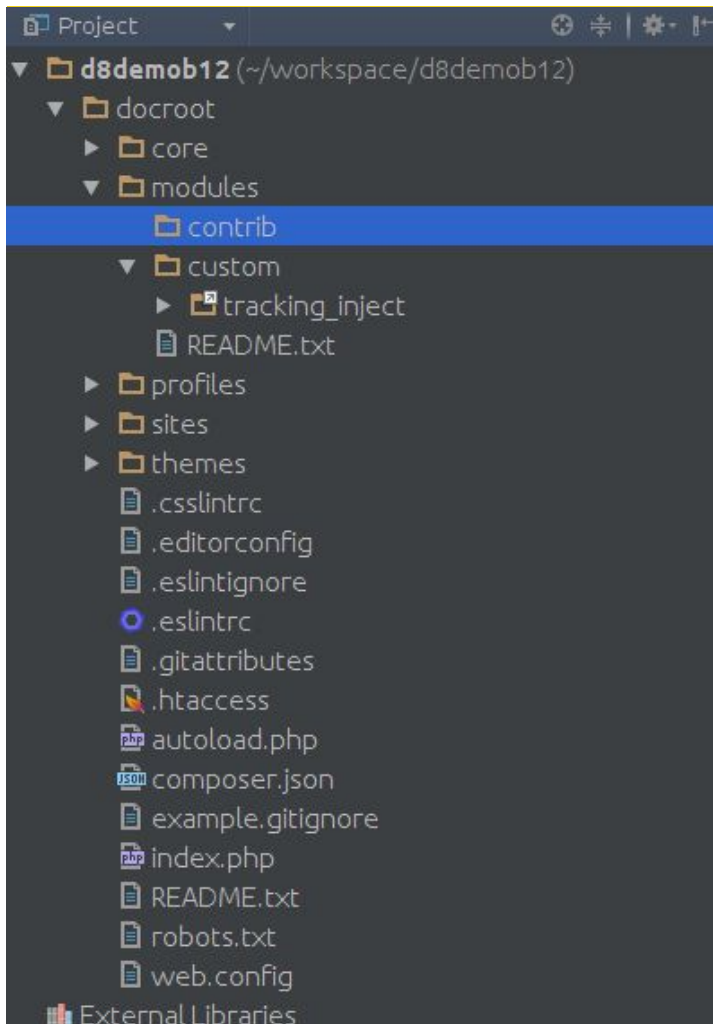 Project
d8demob12 (~/workspace/d8demob12)
docroot
core
modules
contrib
custom
tracking_inject
README.txt
profiles
sites
themes
.csslintrc
.editorconfig
.eslintignore
.eslintrc
.gitattributes
.htaccess
autoload.php
composer.json
example.gitignore
index.php
README.txt
robots.txt
web.config
External Libraries